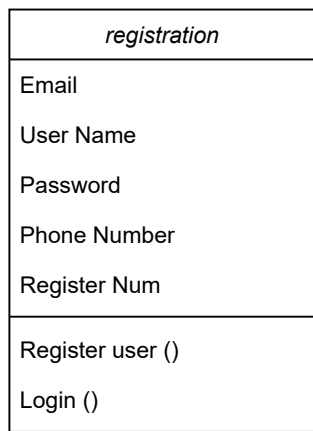 registration
Email
User Name
Password
Phone Number
Register Num
Register user ()
Login ()